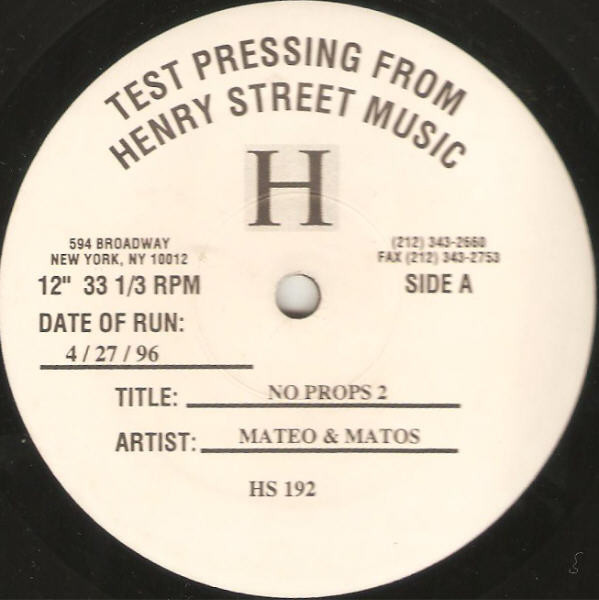 TEST PRESSING FROM
HENRY STREET MUSIC
H
594 BROADWAY
NEW YORK, NY 10012
(212) 343-2660
FAX (212) 343-2753
12" 33 1/3 RPM
SIDE A
DATE OF RUN:
4 / 27 / 96
TITLE: NO PROPS 2
ARTIST: MATEO & MATOS
HS 192